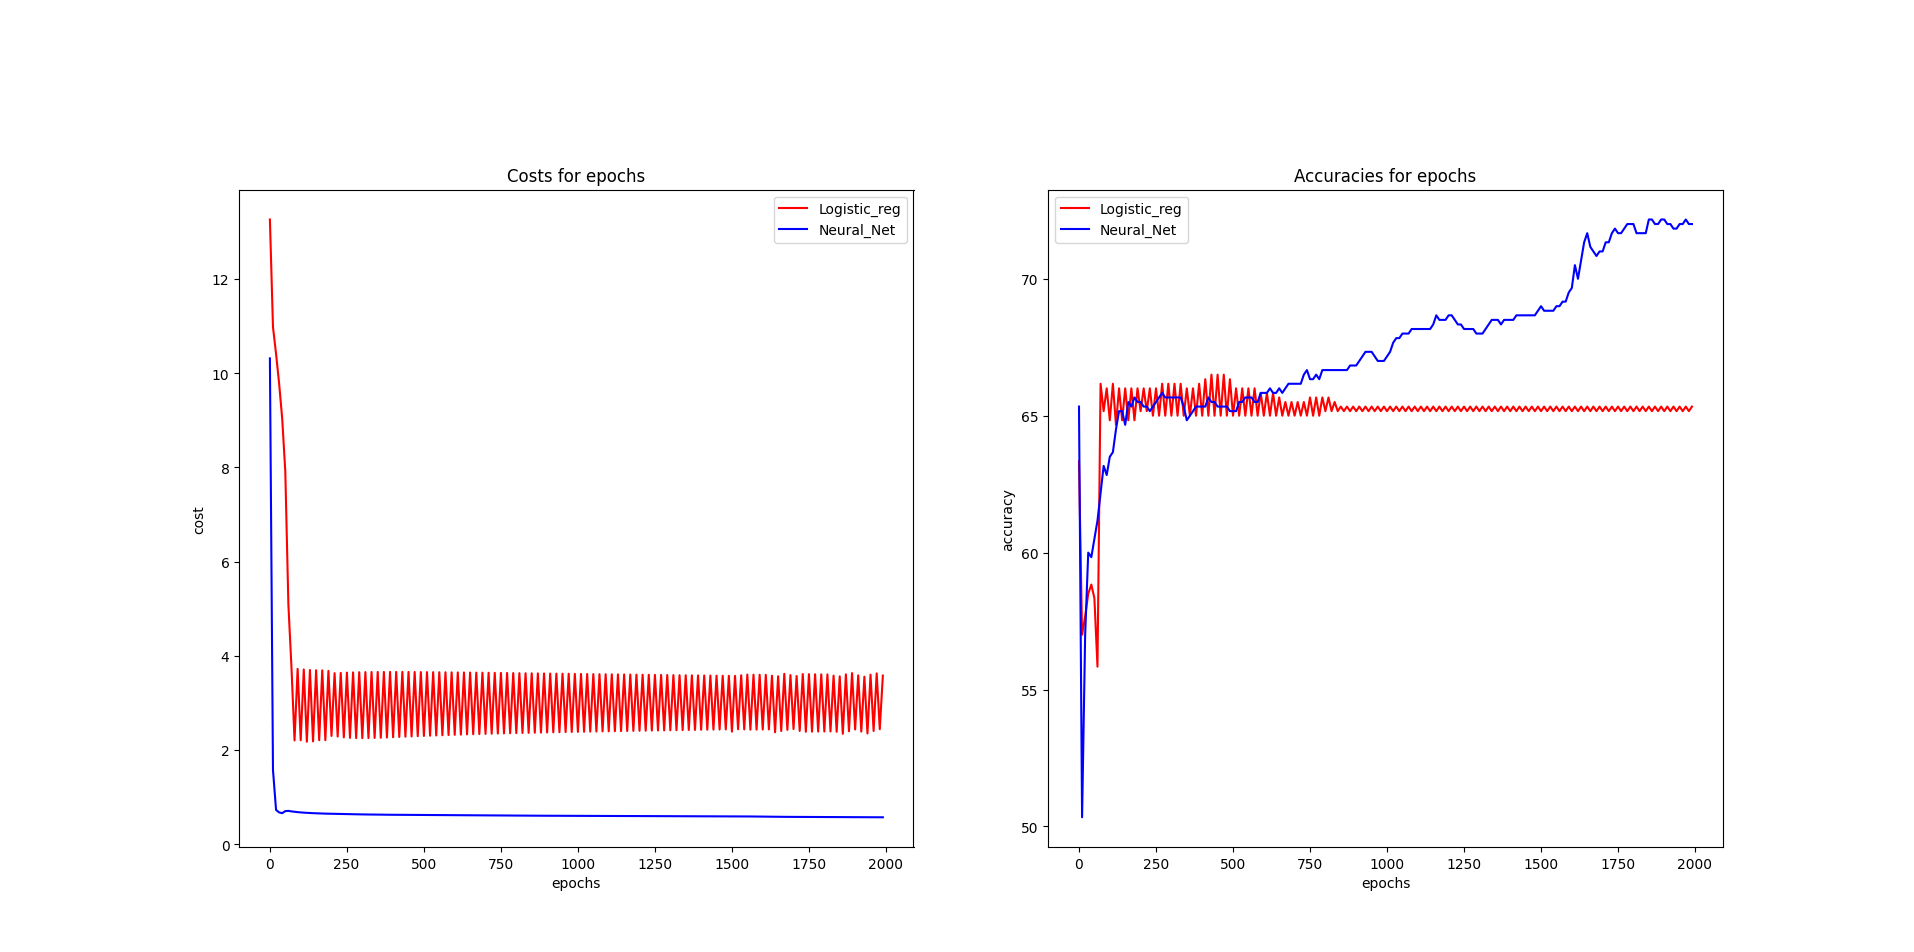 Costs for epochs
Logistic_reg
Neural_Net
12
10
8
6
4
2
0
cost
0 250 500 750 1000 1250 1500 1750 2000
epochs
Accuracies for epochs
Logistic_reg
Neural_Net
70
65
60
55
50
accuracy
0 250 500 750 1000 1250 1500 1750 2000
epochs